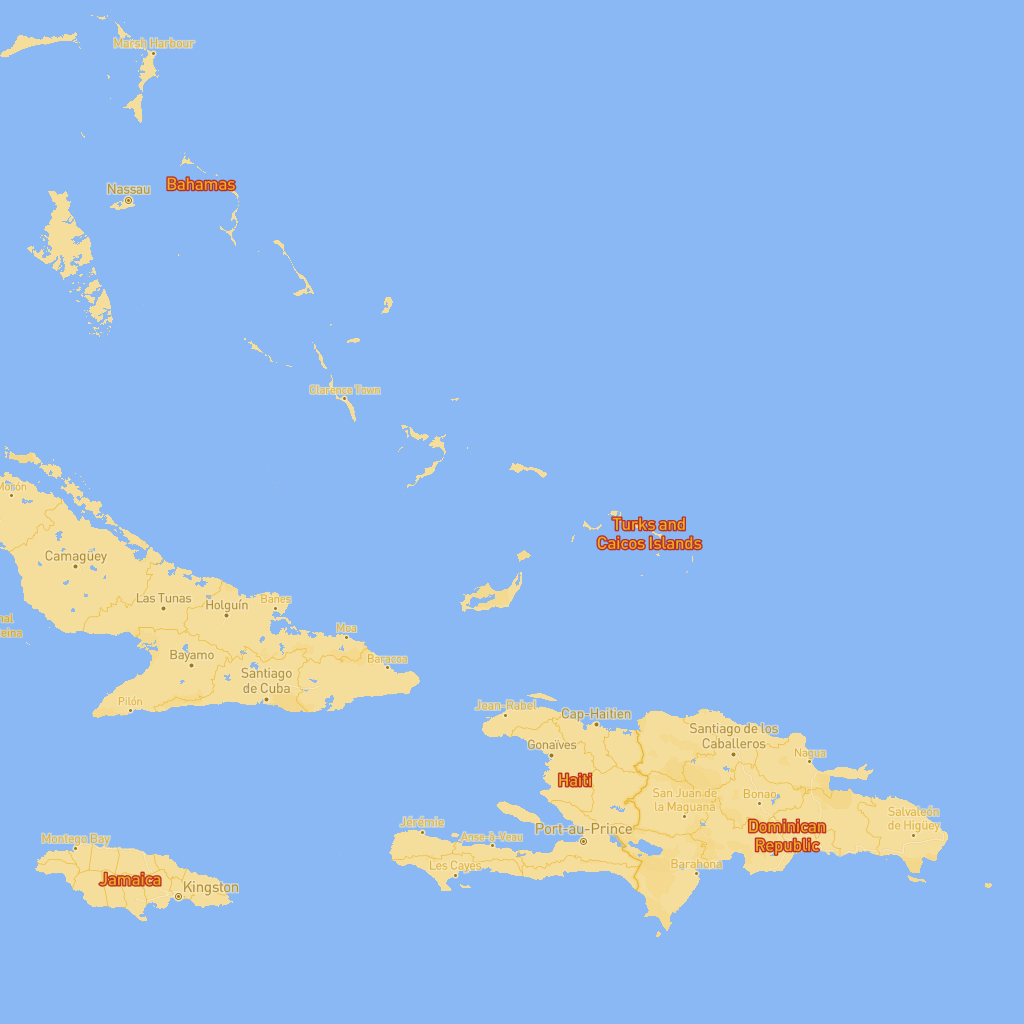 Marsh Harbour
Nassau
Bahamas
Clarence Town
Turks and
Caicos Islands
Camagüey
Las Tunas
Holguín
Banes
Moa
Bayamo
Baracoa
Santiago
de Cuba
Pilón
Jean-Rabel
Cap-Haïtien
Gonaïves
Santiago de los
Caballeros
Nagua
Haiti
San Juan de
la Maguana
Bonao
Salvaleón
de Higüey
Jérémie
Anse-à-Veau
Port-au-Prince
Dominican
Republic
Les Cayes
Barahona
Montego Bay
Jamaica
Kingston